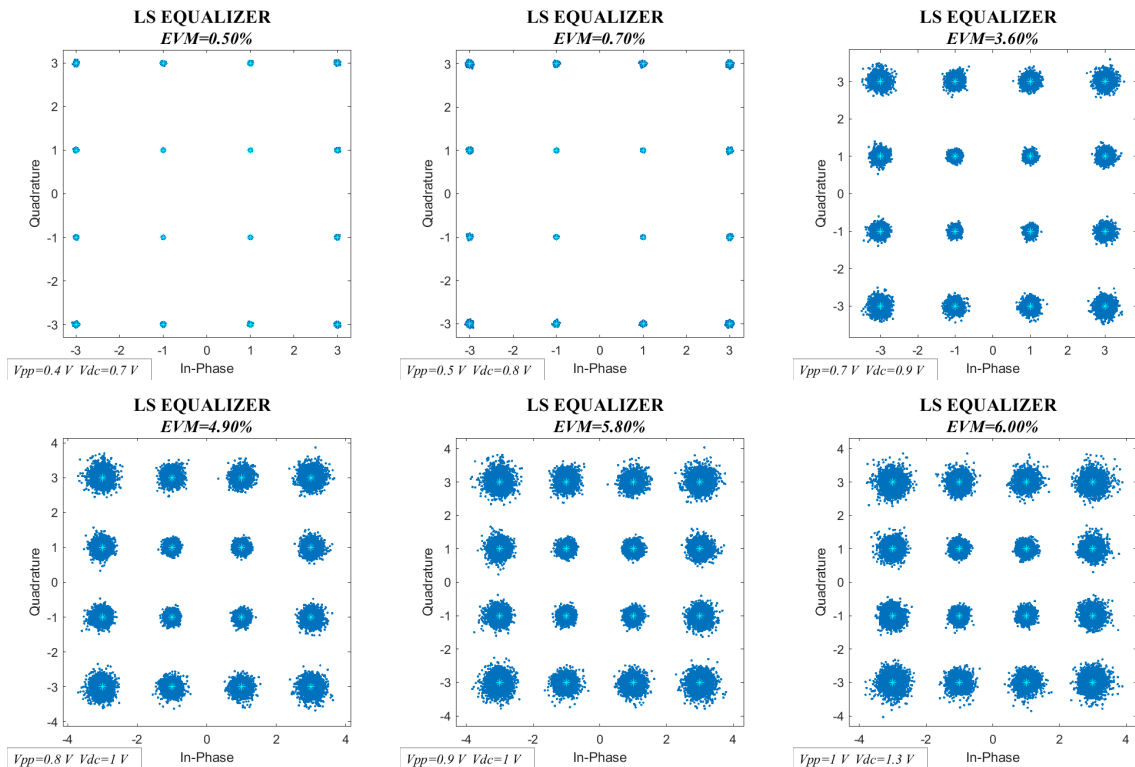 LS EQUALIZER
EVM=0.50%
3
2
1
0
-1
-2
-3
Quadrature
-3 -2 -1 0 1 2 3
In-Phase
Vpp=0.4 V Vdc=0.7 V
LS EQUALIZER
EVM=0.70%
3
2
1
0
-1
-2
-3
Quadrature
-3 -2 -1 0 1 2 3
In-Phase
Vpp=0.5 V Vdc=0.8 V
LS EQUALIZER
EVM=3.60%
3
2
1
0
-1
-2
-3
Quadrature
-3 -2 -1 0 1 2 3
In-Phase
Vpp=0.7 V Vdc=0.9 V
LS EQUALIZER
EVM=4.90%
4
3
2
1
0
-1
-2
-3
-4
Quadrature
-4 -2 0 2 4
In-Phase
Vpp=0.8 V Vdc=1 V
LS EQUALIZER
EVM=5.80%
4
3
2
1
0
-1
-2
-3
-4
Quadrature
-4 -2 0 2 4
In-Phase
Vpp=0.9 V Vdc=1 V
LS EQUALIZER
EVM=6.00%
4
3
2
1
0
-1
-2
-3
-4
Quadrature
-4 -2 0 2 4
In-Phase
Vpp=1 V Vdc=1.3 V